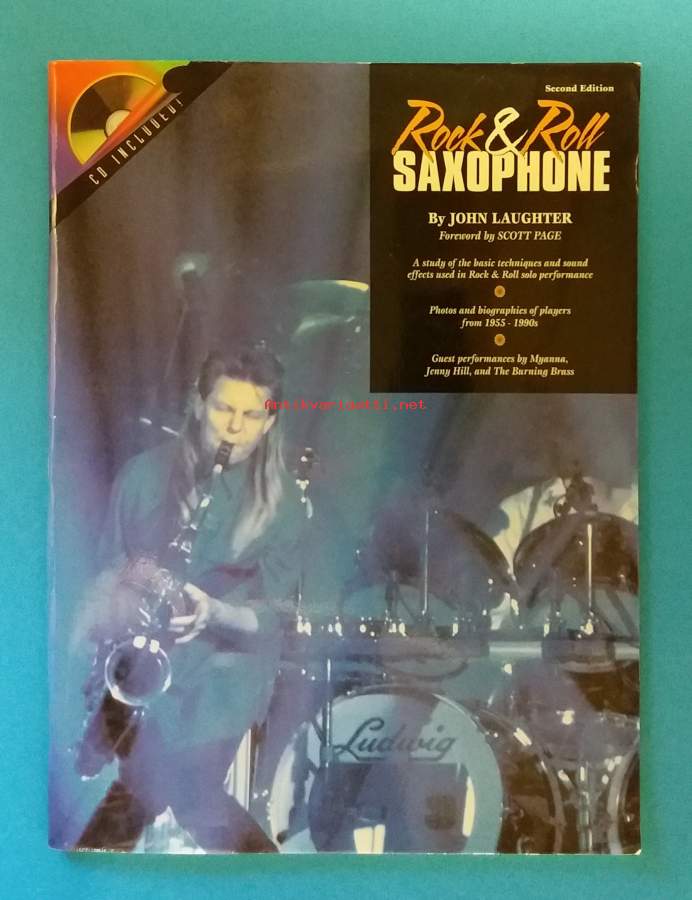 CD INCLUDED!
Second Edition
Rock & Roll
SAXOPHONE
By JOHN LAUGHTER
Foreword by SCOTT PAGE
A study of the basic techniques and sound
effects used in Rock & Roll solo performance
Photos and biographies of players
from 1955 - 1990s
Guest performances by Myanna,
Jenny Hill, and The Burning Brass
Antikvariaatti.net
Ludwig